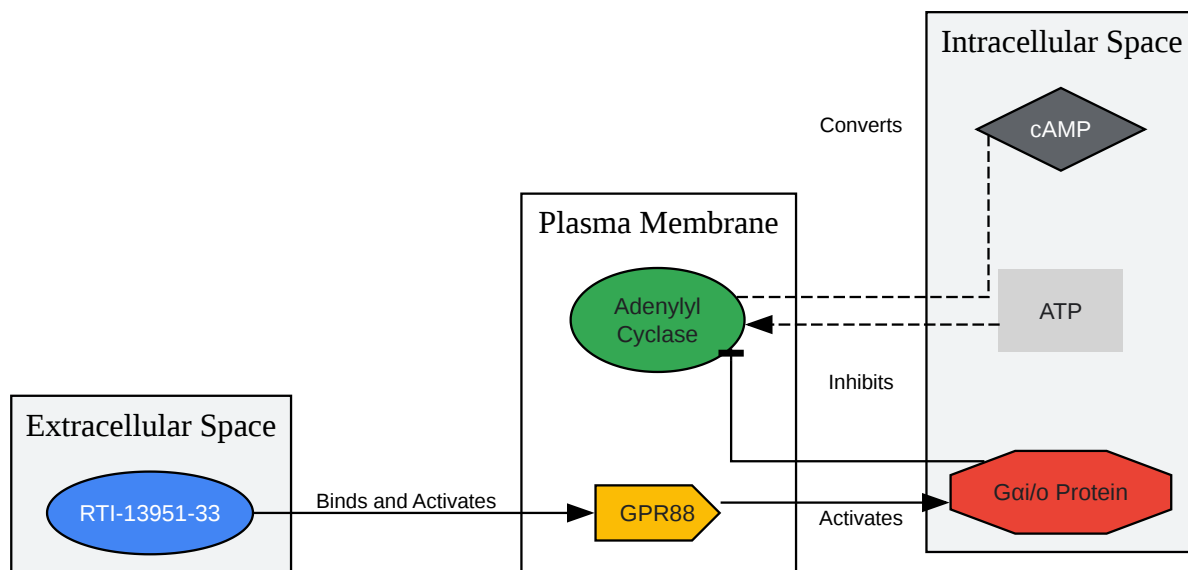 Intracellular Space
cAMP
Converts
Plasma Membrane
Adenylyl
Cyclase
ATP
Inhibits
Extracellular Space
RTI-13951-33
Binds and Activates
GPR88
Activates
Gαi/o Protein